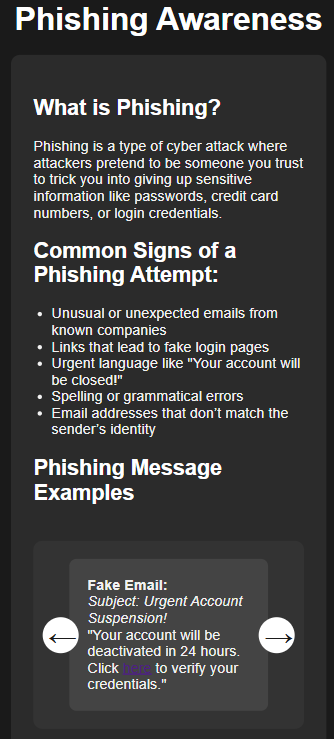 Phishing Awareness
What is Phishing?
Phishing is a type of cyber attack where
attackers pretend to be someone you trust
to trick you into giving up sensitive
information like passwords, credit card
numbers, or login credentials.
Common Signs of a
Phishing Attempt:
• Unusual or unexpected emails from
known companies
• Links that lead to fake login pages
• Urgent language like "Your account will
be closed!"
• Spelling or grammatical errors
• Email addresses that don’t match the
sender’s identity
Phishing Message
Examples
Fake Email:
Subject: Urgent Account
Suspension!
"Your account will be
deactivated in 24 hours.
Click here to verify your
credentials."